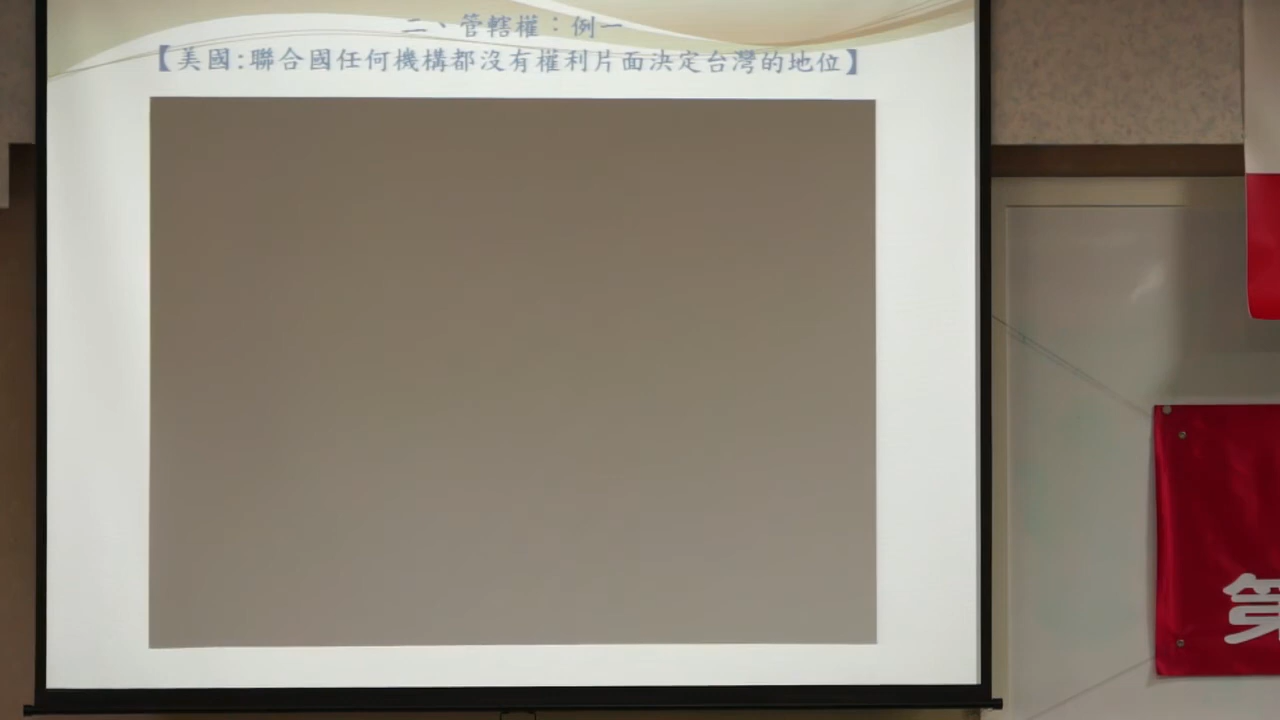 二、管轄權：例一
【美國:聯合國任何機構都沒有權利片面決定台灣的地位】
第